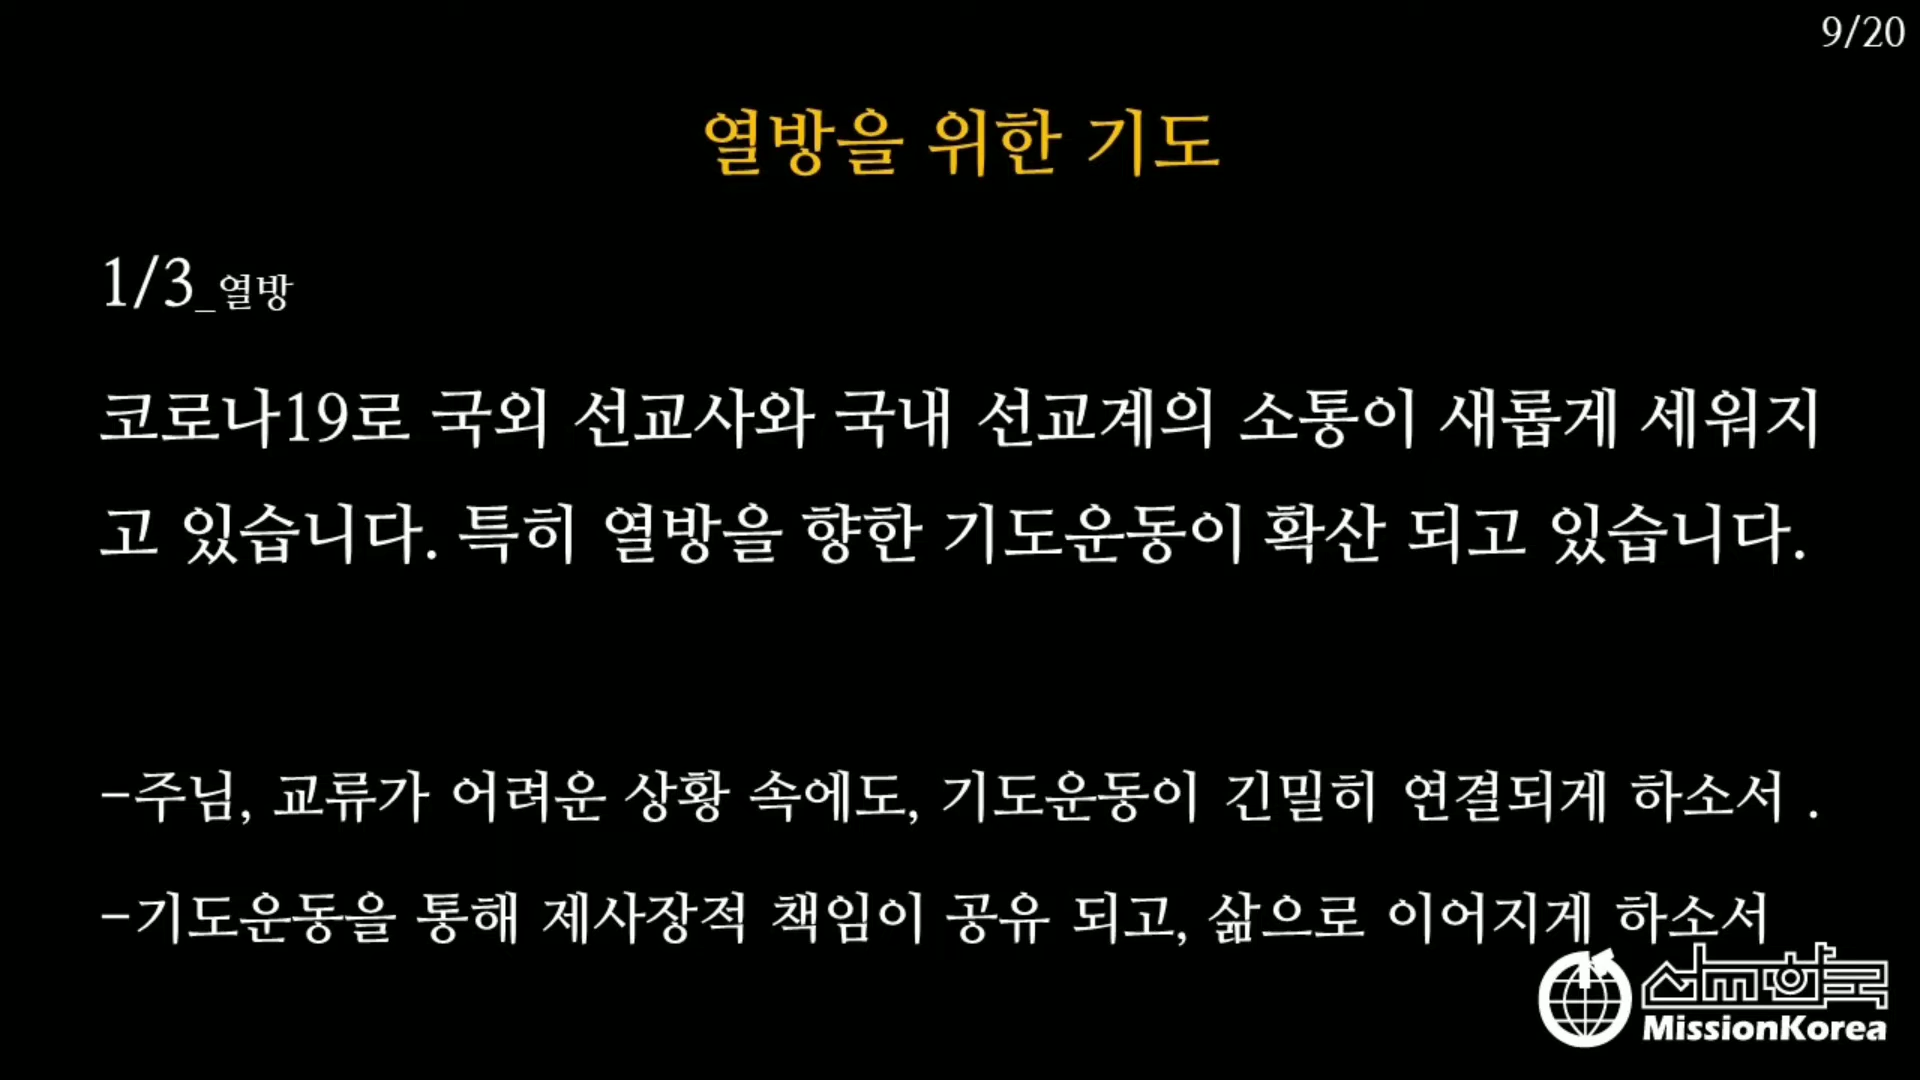 9/20
열방을 위한 기도
1/3_열방
코로나19로 국외 선교사와 국내 선교계의 소통이 새롭게 세워지
고 있습니다. 특히 열방을 향한 기도운동이 확산 되고 있습니다.
-주님, 교류가 어려운 상황 속에도, 기도운동이 긴밀히 연결되게 하소서 .
-기도운동을 통해 제사장적 책임이 공유 되고, 삶으로 이어지게 하소서
선교한국
MissionKorea